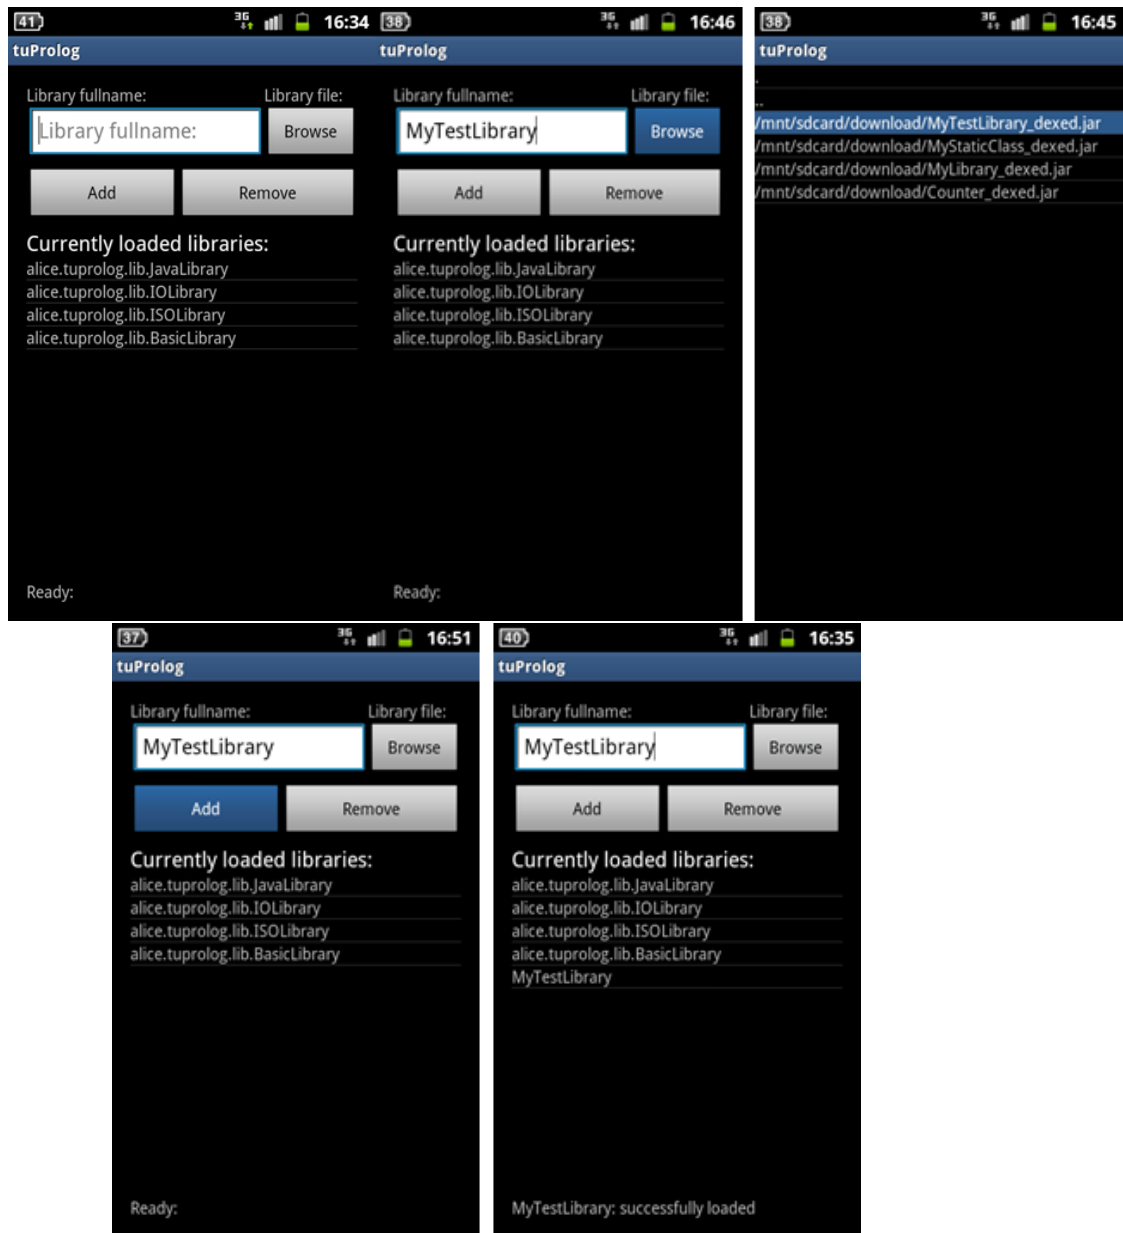 41 3G 16:34
tuProlog
Library fullname: Library file:
Library fullname: Browse
Add Remove
Currently loaded libraries:
alice.tuprolog.lib.JavaLibrary
alice.tuprolog.lib.IOLibrary
alice.tuprolog.lib.ISOLibrary
alice.tuprolog.lib.BasicLibrary
Ready:
38 3G 16:46
tuProlog
Library fullname: Library file:
MyTestLibrary Browse
Add Remove
Currently loaded libraries:
alice.tuprolog.lib.JavaLibrary
alice.tuprolog.lib.IOLibrary
alice.tuprolog.lib.ISOLibrary
alice.tuprolog.lib.BasicLibrary
Ready:
38 3G 16:45
tuProlog
.
..
/mnt/sdcard/download/MyTestLibrary_dexed.jar
/mnt/sdcard/download/MyStaticClass_dexed.jar
/mnt/sdcard/download/MyLibrary_dexed.jar
/mnt/sdcard/download/Counter_dexed.jar
37 3G 16:51
tuProlog
Library fullname: Library file:
MyTestLibrary Browse
Add Remove
Currently loaded libraries:
alice.tuprolog.lib.JavaLibrary
alice.tuprolog.lib.IOLibrary
alice.tuprolog.lib.ISOLibrary
alice.tuprolog.lib.BasicLibrary
Ready:
40 3G 16:35
tuProlog
Library fullname: Library file:
MyTestLibrary Browse
Add Remove
Currently loaded libraries:
alice.tuprolog.lib.JavaLibrary
alice.tuprolog.lib.IOLibrary
alice.tuprolog.lib.ISOLibrary
alice.tuprolog.lib.BasicLibrary
MyTestLibrary
MyTestLibrary: successfully loaded